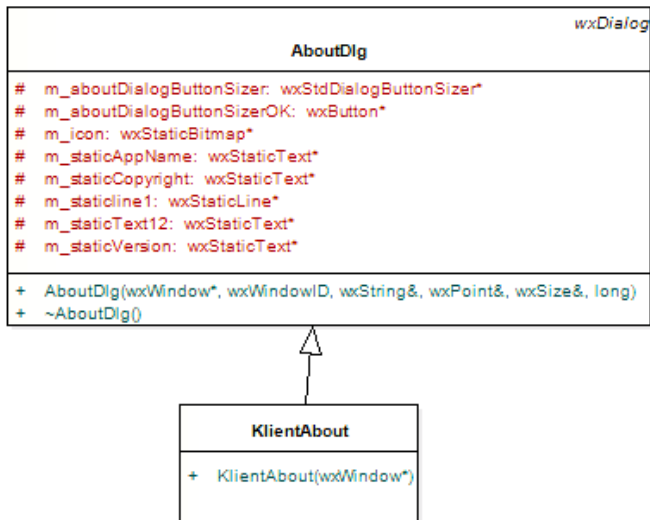 wxDialog
AboutDlg
# m_aboutDialogButtonSizer: wxStdDialogButtonSizer*
# m_aboutDialogButtonSizerOK: wxButton*
# m_icon: wxStaticBitmap*
# m_staticAppName: wxStaticText*
# m_staticCopyright: wxStaticText*
# m_staticline1: wxStaticLine*
# m_staticText12: wxStaticText*
# m_staticVersion: wxStaticText*
+ AboutDlg(wxWindow*, wxWindowID, wxString&, wxPoint&, wxSize&, long)
+ ~AboutDlg()
KlientAbout
+ KlientAbout(wxWindow*)